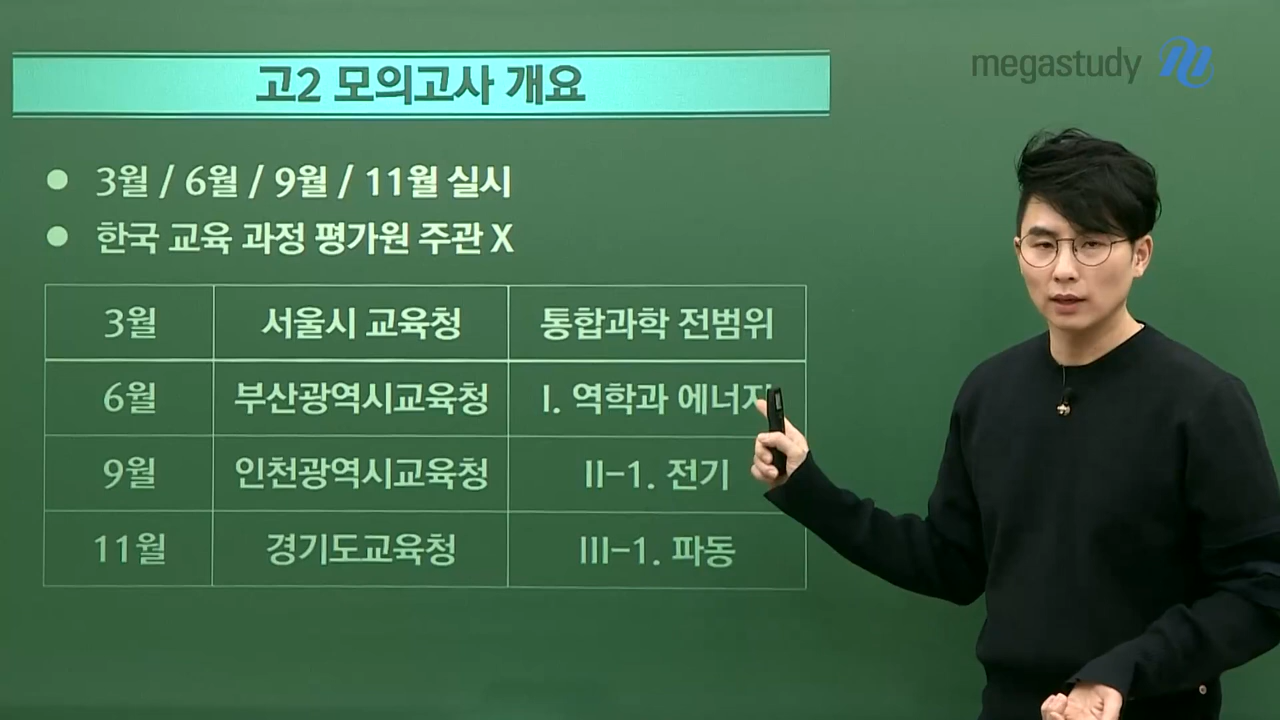 고2 모의고사 개요
megastudy
3월 / 6월 / 9월 / 11월 실시
한국 교육 과정 평가원 주관 X
3월 서울시 교육청 통합과학 전범위
6월 부산광역시교육청 I. 역학과 에너지
9월 인천광역시교육청 II-1. 전기
11월 경기도교육청 III-1. 파동